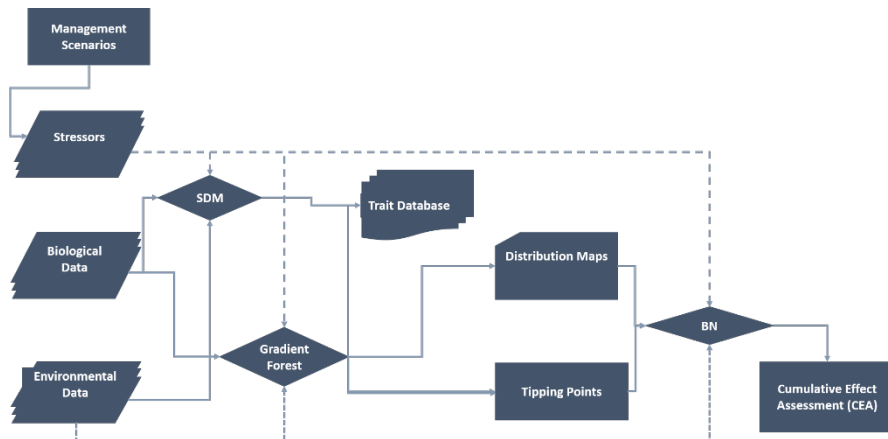 Management
Scenarios
Stressors
SDM
Trait Database
Biological
Data
Distribution Maps
BN
Gradient
Forest
Environmental
Data
Tipping Points
Cumulative Effect
Assessment (CEA)